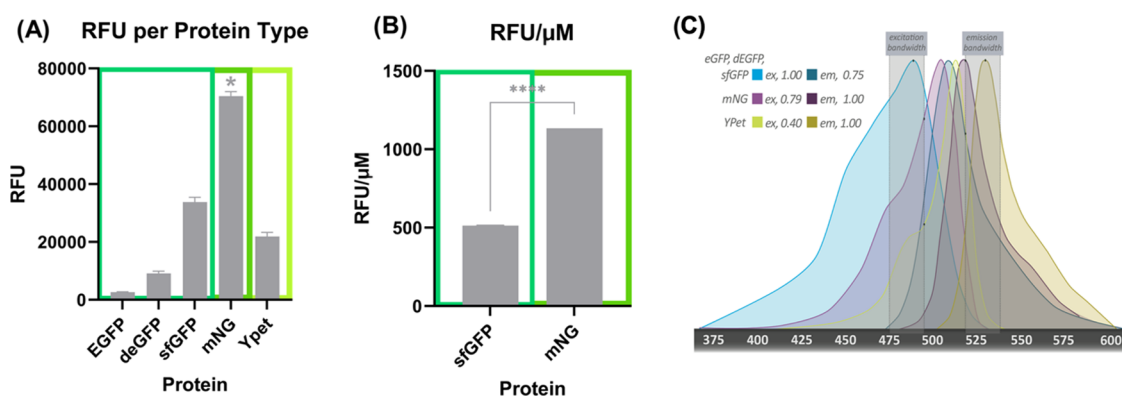 (A)
RFU per Protein Type
RFU
80000
60000
40000
20000
0
*
EGFP
deGFP
sfGFP
mNG
Ypet
Protein
(B)
RFU/μM
RFU/μM
1500
1000
500
0
****
sfGFP
mNG
Protein
(C)
excitation
bandwidth
emission
bandwidth
eGFP, dEGFP,
sfGFP ex, 1.00 em, 0.75
mNG ex, 0.79 em, 1.00
YPet ex, 0.40 em, 1.00
375 400 425 450 475 500 525 550 575 600